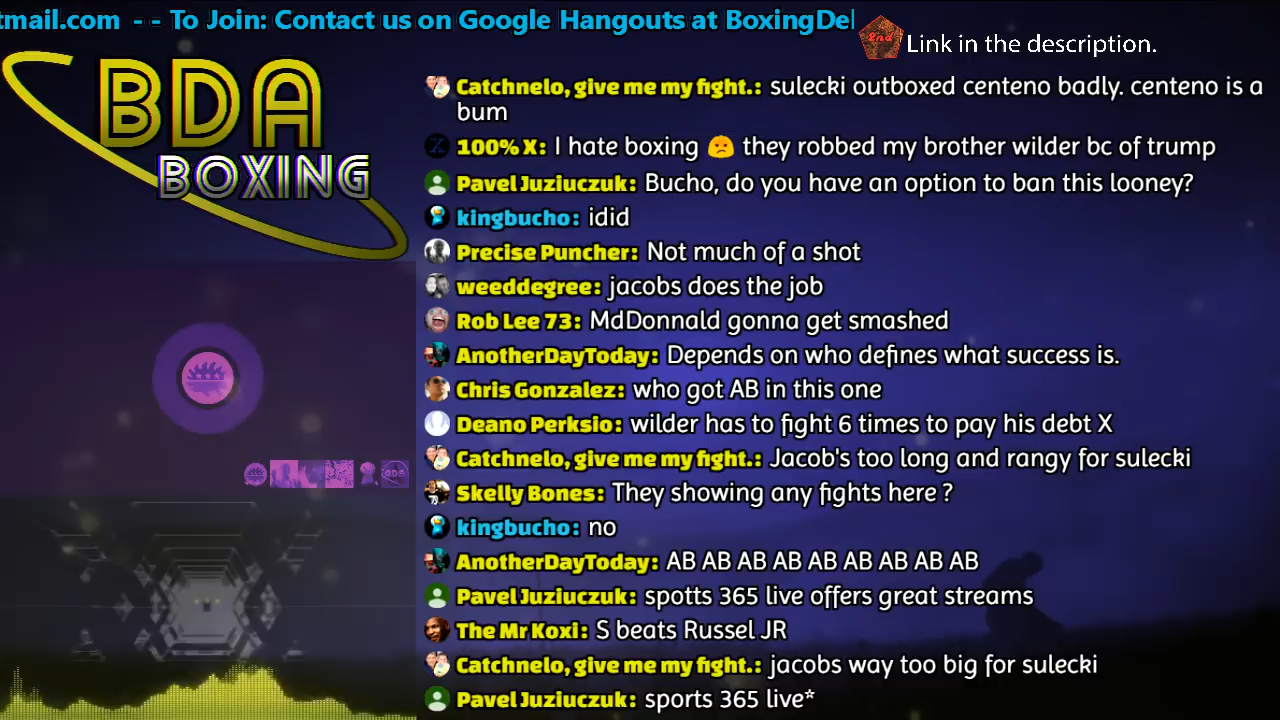 tmail.com - - To Join: Contact us on Google Hangouts at BoxingDel
2nd
Link in the description.
BDA
BOXING
Catchnelo, give me my fight.: sulecki outboxed centeno badly. centeno is a
bum
100% X: I hate boxing 😞 they robbed my brother wilder bc of trump
Pavel Juziuczuk: Bucho, do you have an option to ban this looney?
kingbucho: idid
Precise Puncher: Not much of a shot
weeddegree: jacobs does the job
Rob Lee 73: MdDonnald gonna get smashed
AnotherDayToday: Depends on who defines what success is.
Chris Gonzalez: who got AB in this one
Deano Perksio: wilder has to fight 6 times to pay his debt X
Catchnelo, give me my fight.: Jacob's too long and rangy for sulecki
Skelly Bones: They showing any fights here ?
kingbucho: no
AnotherDayToday: AB AB AB AB AB AB AB AB AB
Pavel Juziuczuk: spotts 365 live offers great streams
The Mr Koxi: S beats Russel JR
Catchnelo, give me my fight.: jacobs way too big for sulecki
Pavel Juziuczuk: sports 365 live*